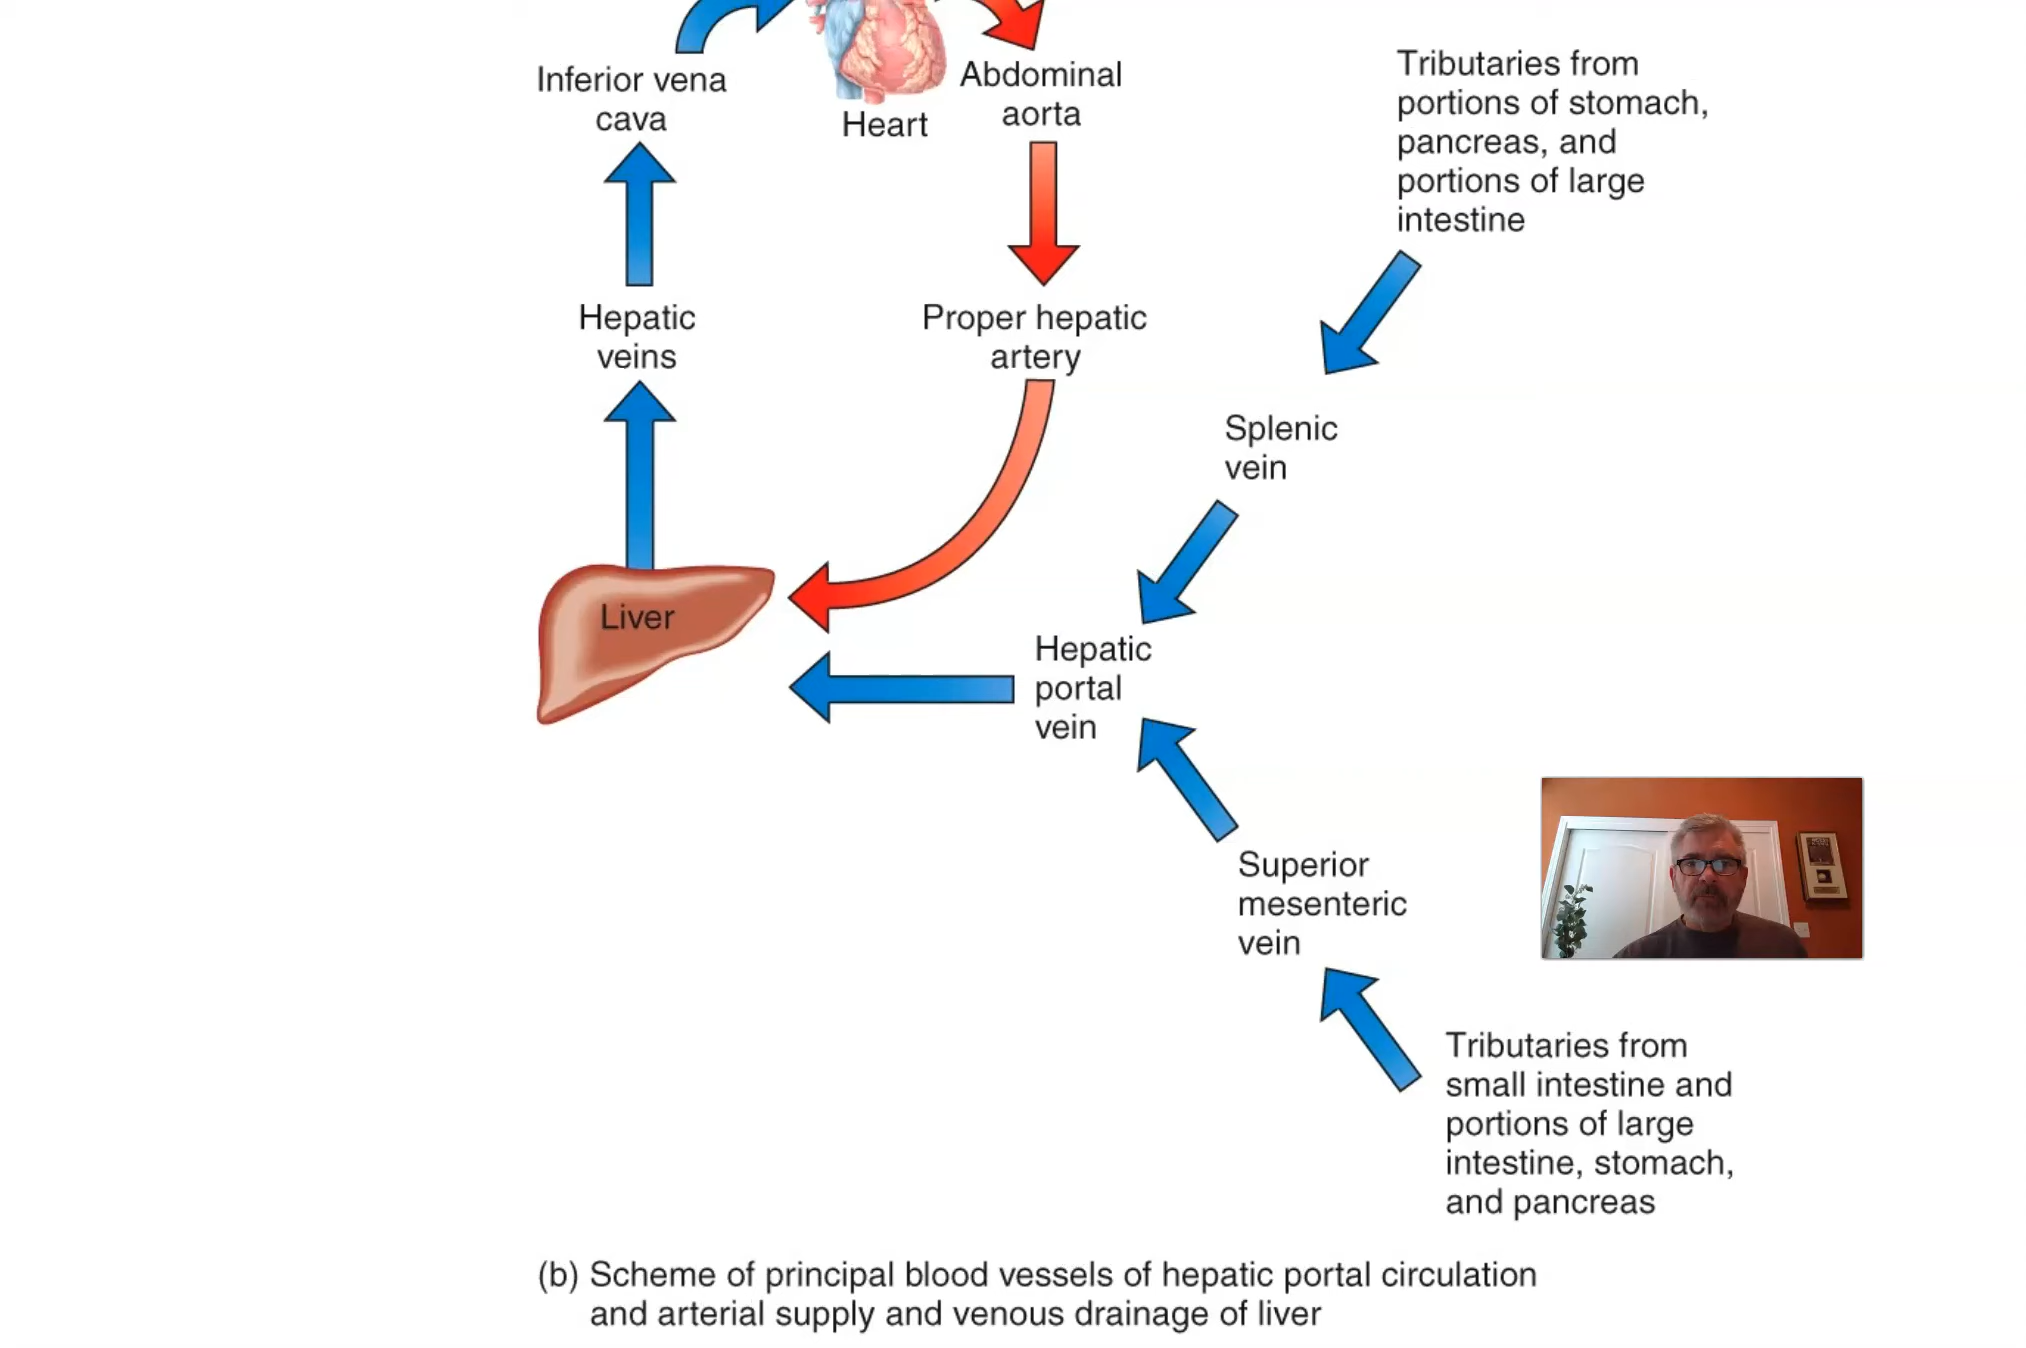 Inferior vena
cava
Heart
Abdominal
aorta
Tributaries from
portions of stomach,
pancreas, and
portions of large
intestine
Hepatic
veins
Proper hepatic
artery
Splenic
vein
Liver
Hepatic
portal
vein
Superior
mesenteric
vein
Tributaries from
small intestine and
portions of large
intestine, stomach,
and pancreas
(b) Scheme of principal blood vessels of hepatic portal circulation
and arterial supply and venous drainage of liver